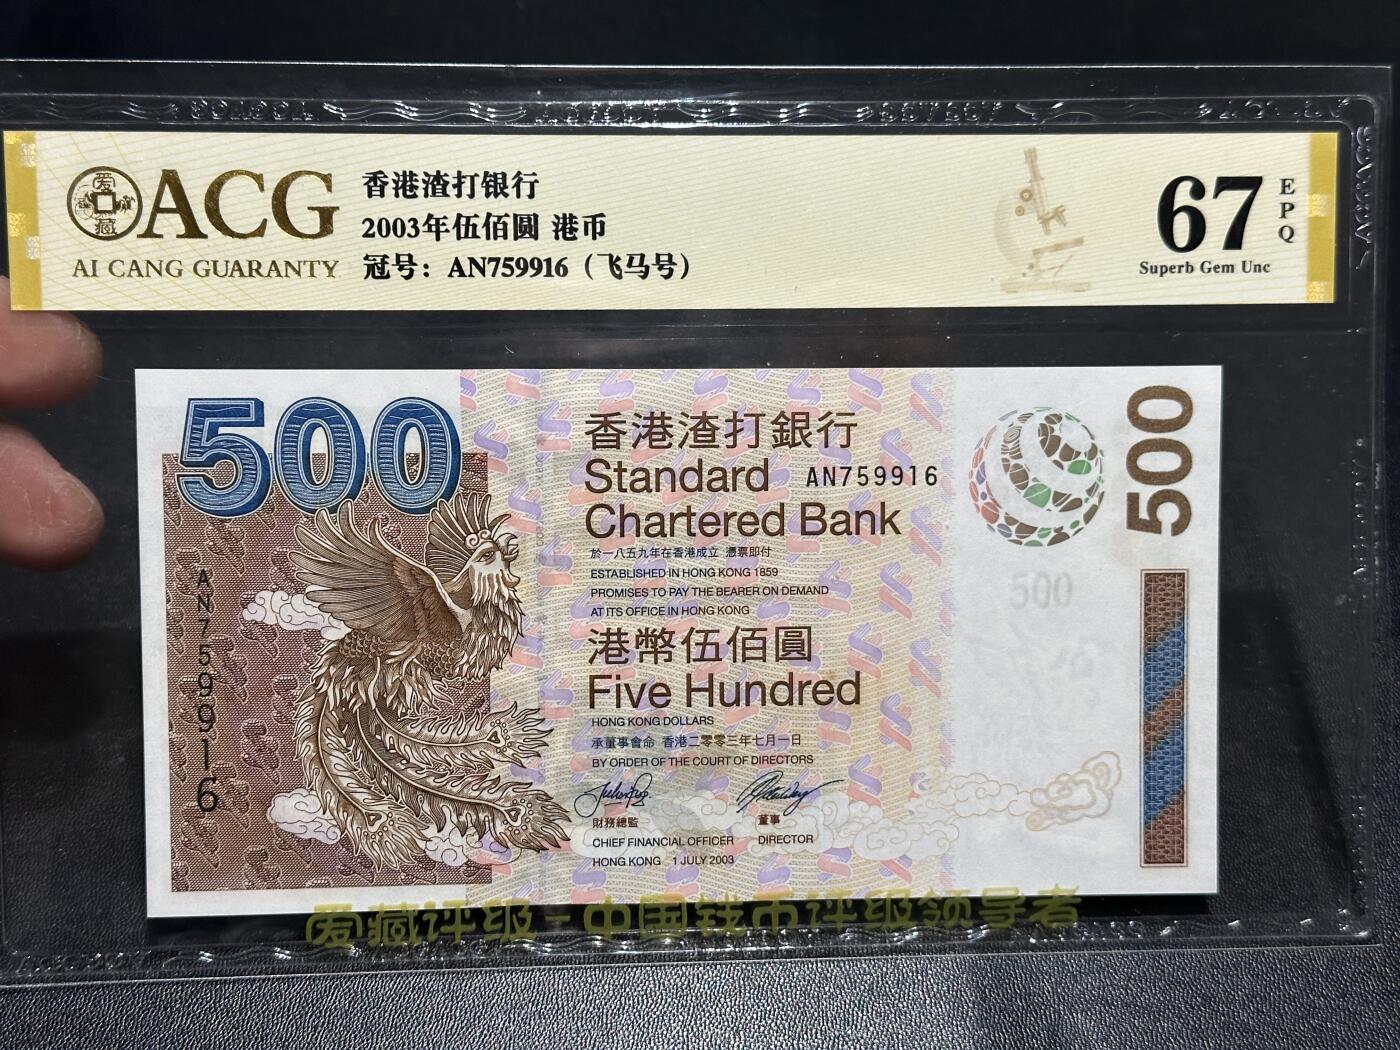 ACG
AI CANG GUARANTY
爱藏
香港渣打银行
2003年伍佰圆 港币
冠号：AN759916（飞马号）
67
EPQ
Superb Gem Unc
500
香港渣打銀行
Standard
Chartered Bank
AN759916
500
於一八五九年在香港成立 憑票即付
ESTABLISHED IN HONG KONG 1859
PROMISES TO PAY THE BEARER ON DEMAND
AT ITS OFFICE IN HONG KONG
500
港幣伍佰圓
Five Hundred
HONG KONG DOLLARS
承董事會命 香港二零零三年七月一日
BY ORDER OF THE COURT OF DIRECTORS
AN759916
財務總監 董事
CHIEF FINANCIAL OFFICER DIRECTOR
HONG KONG 1 JULY 2003
爱藏评级-中国钱币评级领导者